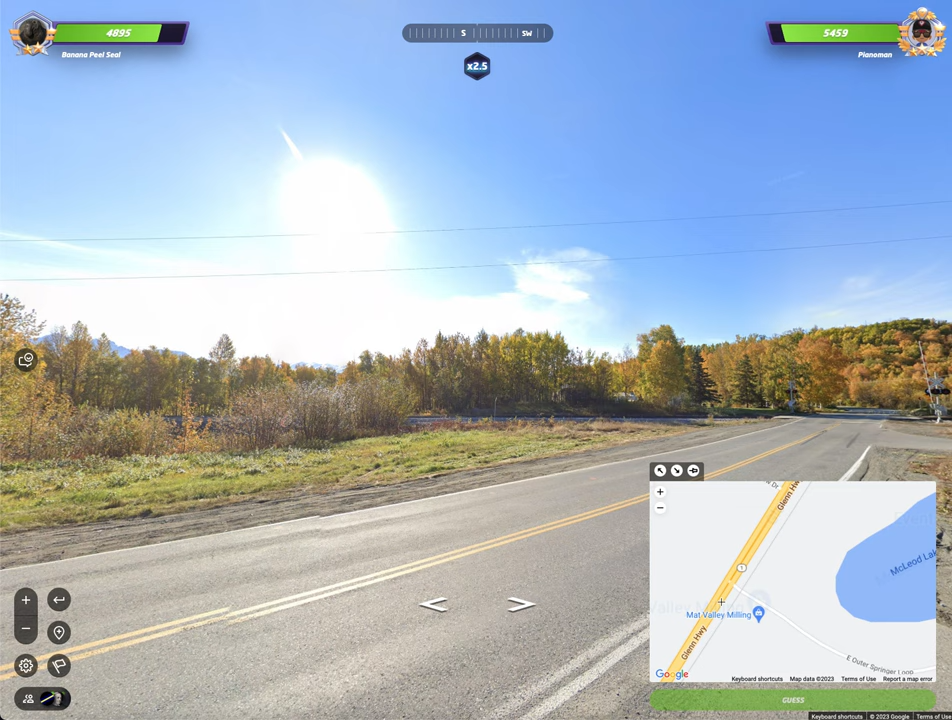 4895
Banana Peel Seal
S
SW
x2.5
5459
Pianoman
Glenn Hwy
1
McLeod Lak
Mat Valley Milling
Glenn Hwy
E Outer Springer Loop
Google
Keyboard shortcuts
Map data ©2023
Terms of Use
Report a map error
GUESS
Keyboard shortcuts
© 2023 Google
Terms of Use